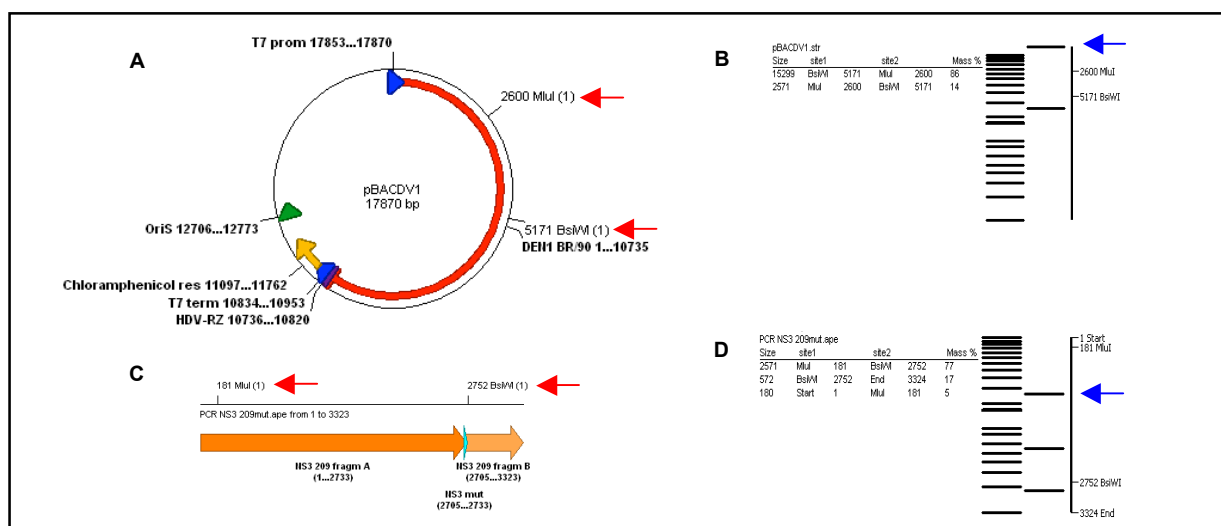 A
T7 prom 17853...17870
2600 MluI (1)
pBACDV1
17870 bp
5171 BsiWI (1)
DEN1 BR/90 1...10735
OriS 12706...12773
Chloramphenicol res 11097...11762
T7 term 10834...10953
HDV-RZ 10736...10820
B
pBACDV1.str
Size site1 site2 Mass %
15299 BsiWI 5171 MluI 2600 86
2571 MluI 2600 BsiWI 5171 14
2600 MluI
5171 BsiWI
C
181 MluI (1)
2752 BsiWI (1)
PCR NS3 209mut.ape from 1 to 3323
NS3 209 fragm A
(1...2733)
NS3 209 fragm B
(2705...3323)
NS3 mut
(2705...2733)
D
PCR NS3 209mut.ape
Size site1 site2 Mass %
2571 MluI 181 BsiWI 2752 77
572 BsiWI 2752 End 3324 17
180 Start 1 MluI 181 5
1 Start
181 MluI
2752 BsiWI
3324 End